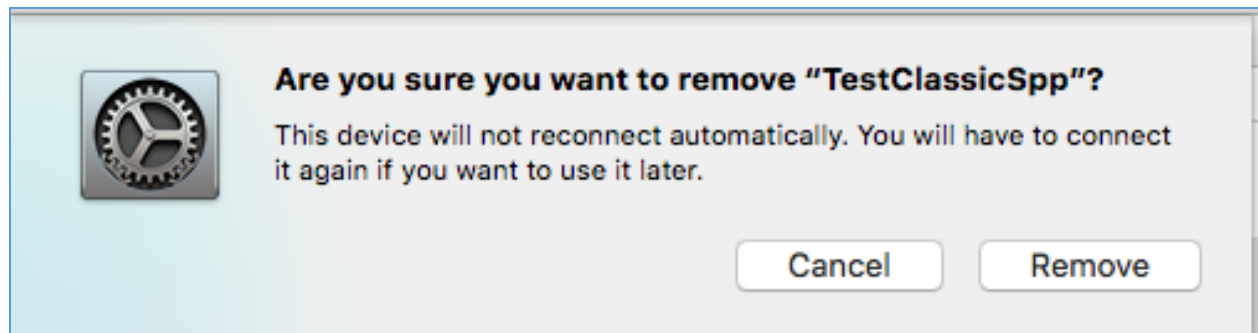 Are you sure you want to remove “TestClassicSpp”?
This device will not reconnect automatically. You will have to connect
it again if you want to use it later.
Cancel Remove